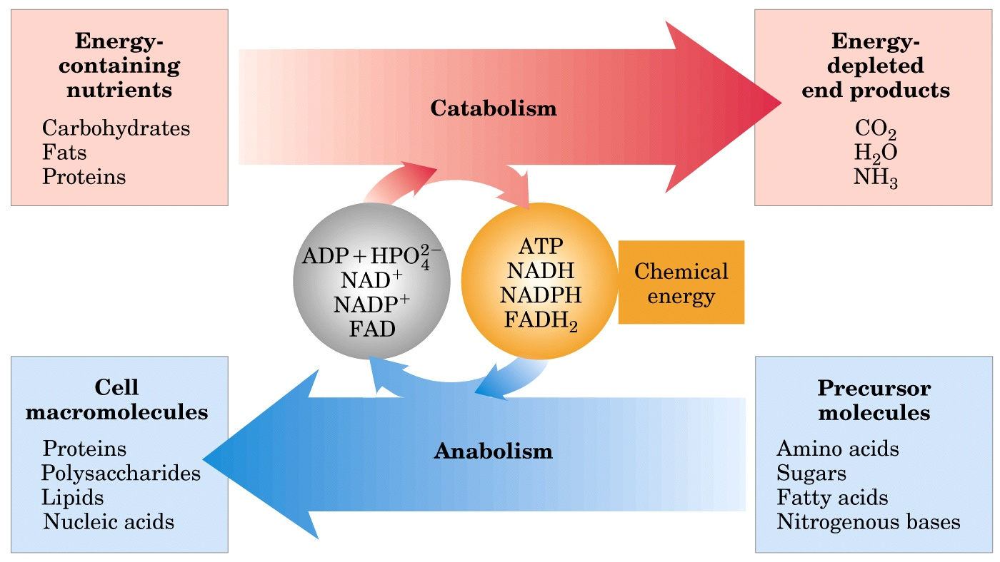 Energy-
containing
nutrients
Carbohydrates
Fats
Proteins
Catabolism
Energy-
depleted
end products
CO₂
H₂O
NH₃
ADP + HPO₄²⁻
NAD⁺
NADP⁺
FAD
ATP
NADH
NADPH
FADH₂
Chemical
energy
Cell
macromolecules
Proteins
Polysaccharides
Lipids
Nucleic acids
Anabolism
Precursor
molecules
Amino acids
Sugars
Fatty acids
Nitrogenous bases